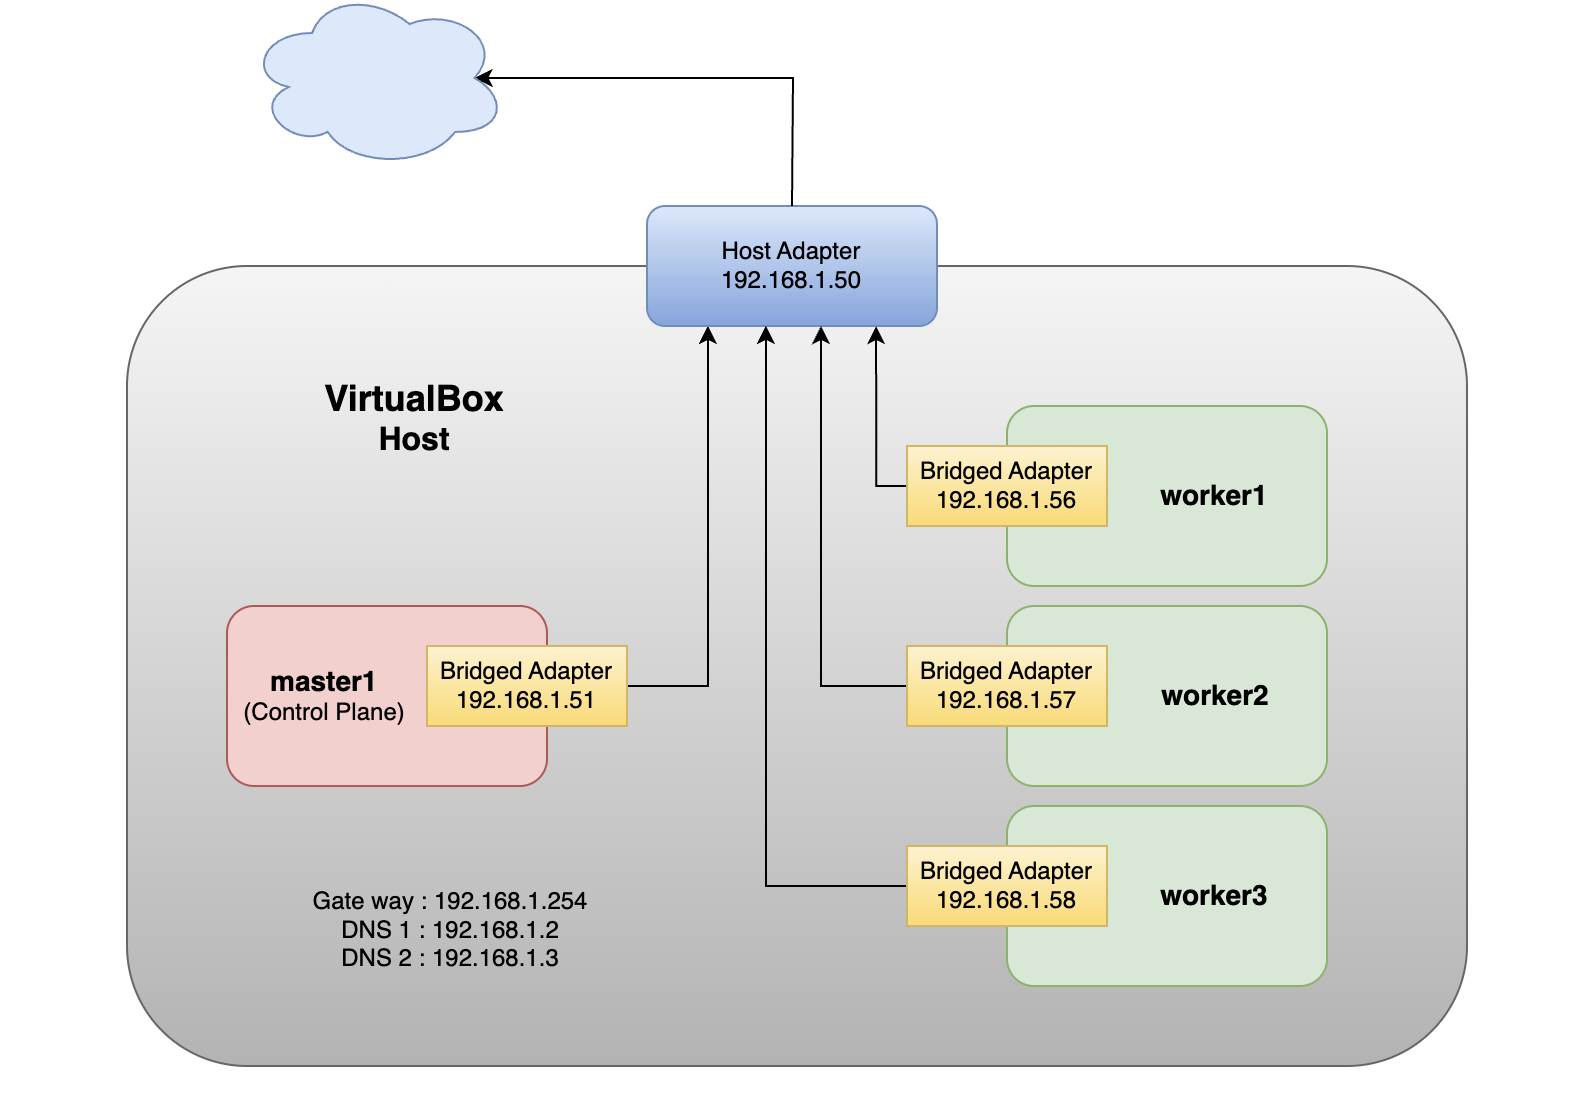 Host Adapter
192.168.1.50
VirtualBox
Host
Bridged Adapter
192.168.1.56
worker1
master1
(Control Plane)
Bridged Adapter
192.168.1.51
Bridged Adapter
192.168.1.57
worker2
Bridged Adapter
192.168.1.58
worker3
Gate way : 192.168.1.254
DNS 1 : 192.168.1.2
DNS 2 : 192.168.1.3